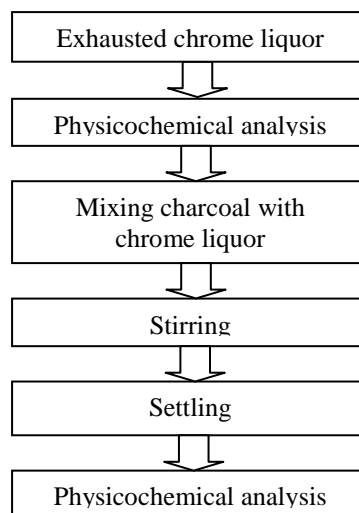 Exhausted chrome liquor
Physicochemical analysis
Mixing charcoal with
chrome liquor
Stirring
Settling
Physicochemical analysis